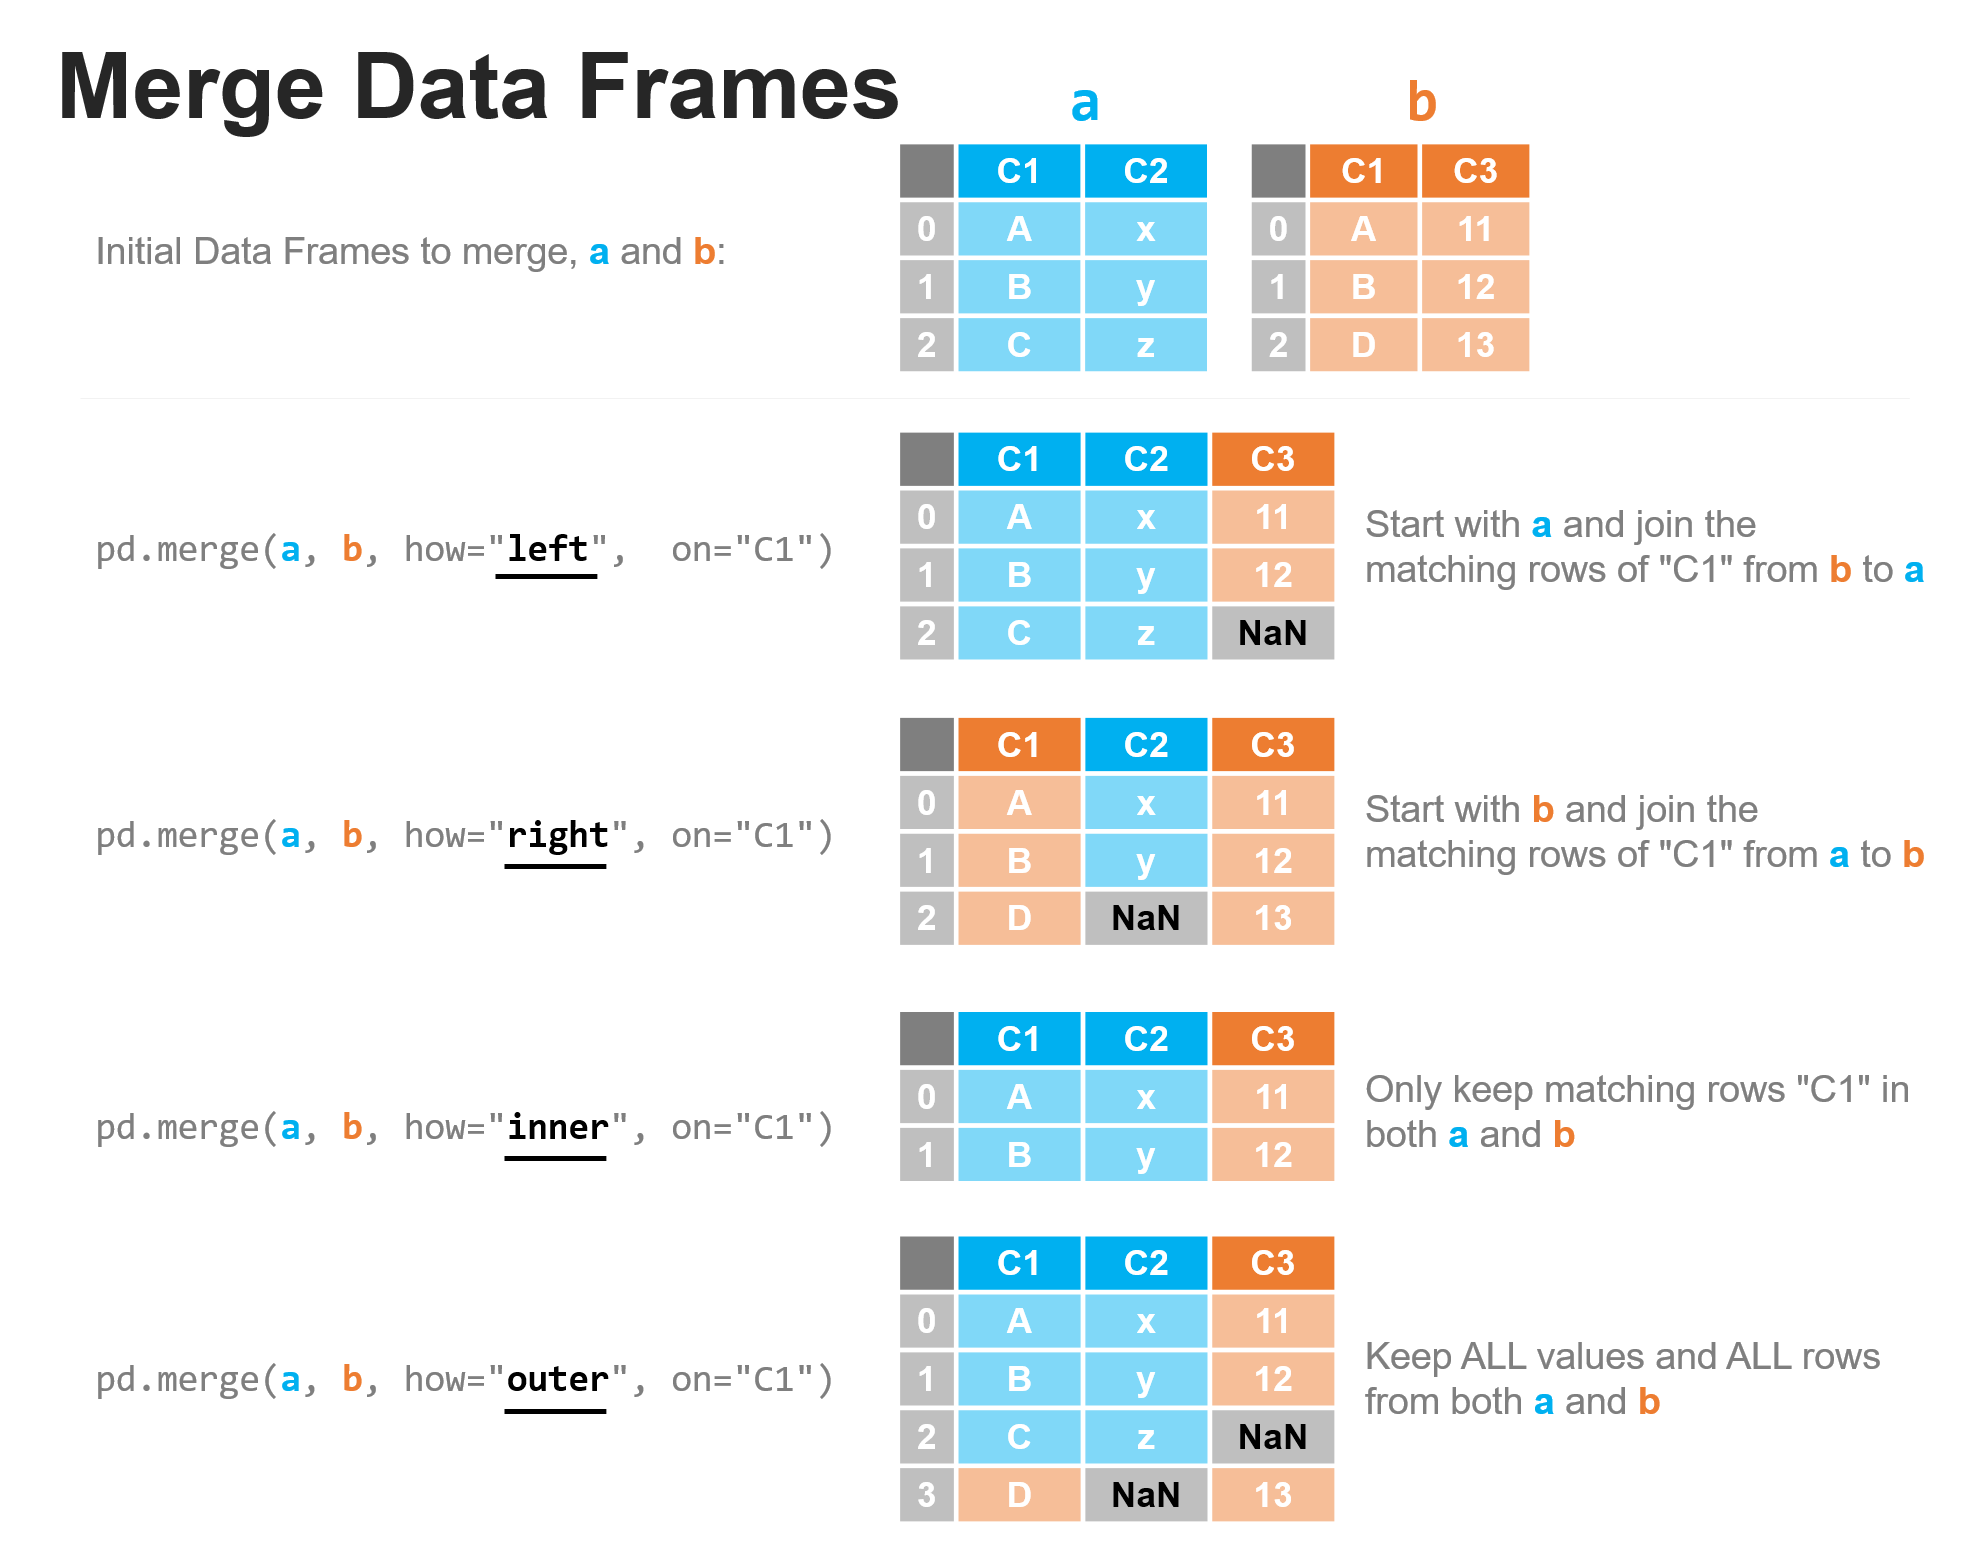 Merge Data Frames
a
b
C1 C2
C1 C3
0 A x
0 A 11
Initial Data Frames to merge, a and b:
1 B y
1 B 12
2 C z
2 D 13
C1 C2 C3
0 A x 11
pd.merge(a, b, how="left",  on="C1")
1 B y 12
2 C z NaN
Start with a and join the
matching rows of "C1" from b to a
C1 C2 C3
0 A x 11
pd.merge(a, b, how="right", on="C1")
1 B y 12
2 D NaN 13
Start with b and join the
matching rows of "C1" from a to b
C1 C2 C3
0 A x 11
pd.merge(a, b, how="inner", on="C1")
1 B y 12
Only keep matching rows "C1" in
both a and b
C1 C2 C3
0 A x 11
1 B y 12
pd.merge(a, b, how="outer", on="C1")
2 C z NaN
3 D NaN 13
Keep ALL values and ALL rows
from both a and b